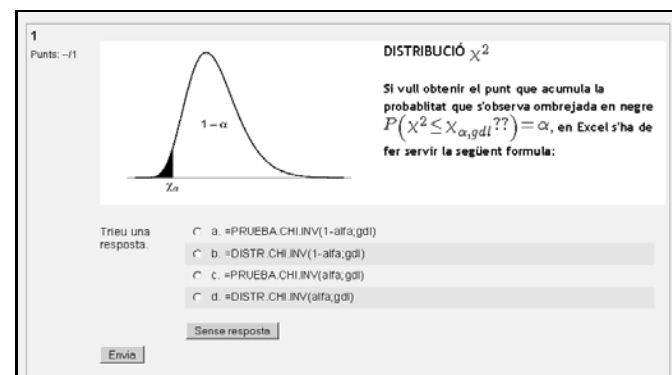 1
Punts: --/1
1 − α
χα
DISTRIBUCIÓ χ²
Si vull obtenir el punt que acumula la
probablitat que s'observa ombrejada en negre
P(χ² ≤ χα,gdl??) = α, en Excel s'ha de
fer servir la següent formula:
Trieu una
resposta.
a. =PRUEBA.CHI.INV(1-alfa;gdl)
b. =DISTR.CHI.INV(1-alfa;gdl)
c. =PRUEBA.CHI.INV(alfa;gdl)
d. =DISTR.CHI.INV(alfa;gdl)
Sense resposta
Envia